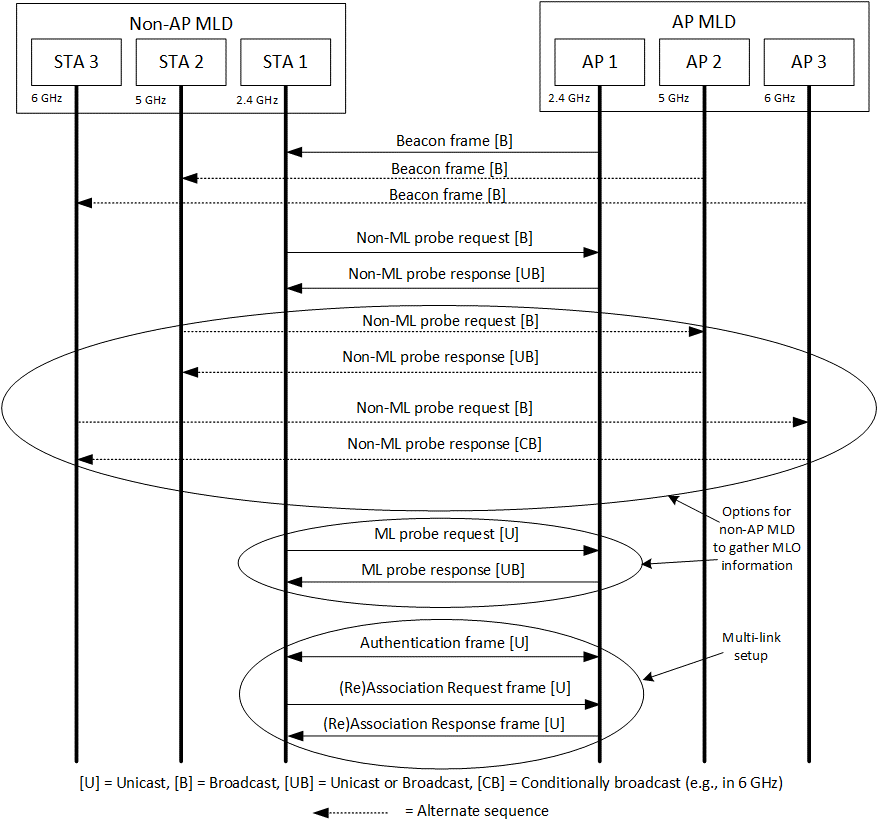 Non-AP MLD
AP MLD
STA 3
STA 2
STA 1
AP 1
AP 2
AP 3
6 GHz
5 GHz
2.4 GHz
2.4 GHz
5 GHz
6 GHz
Beacon frame [B]
Beacon frame [B]
Beacon frame [B]
Non-ML probe request [B]
Non-ML probe response [UB]
Non-ML probe request [B]
Non-ML probe response [UB]
Non-ML probe request [B]
Non-ML probe response [CB]
Options for
non-AP MLD
to gather MLO
information
ML probe request [U]
ML probe response [UB]
Authentication frame [U]
Multi-link
setup
(Re)Association Request frame [U]
(Re)Association Response frame [U]
[U] = Unicast, [B] = Broadcast, [UB] = Unicast or Broadcast, [CB] = Conditionally broadcast (e.g., in 6 GHz)
= Alternate sequence